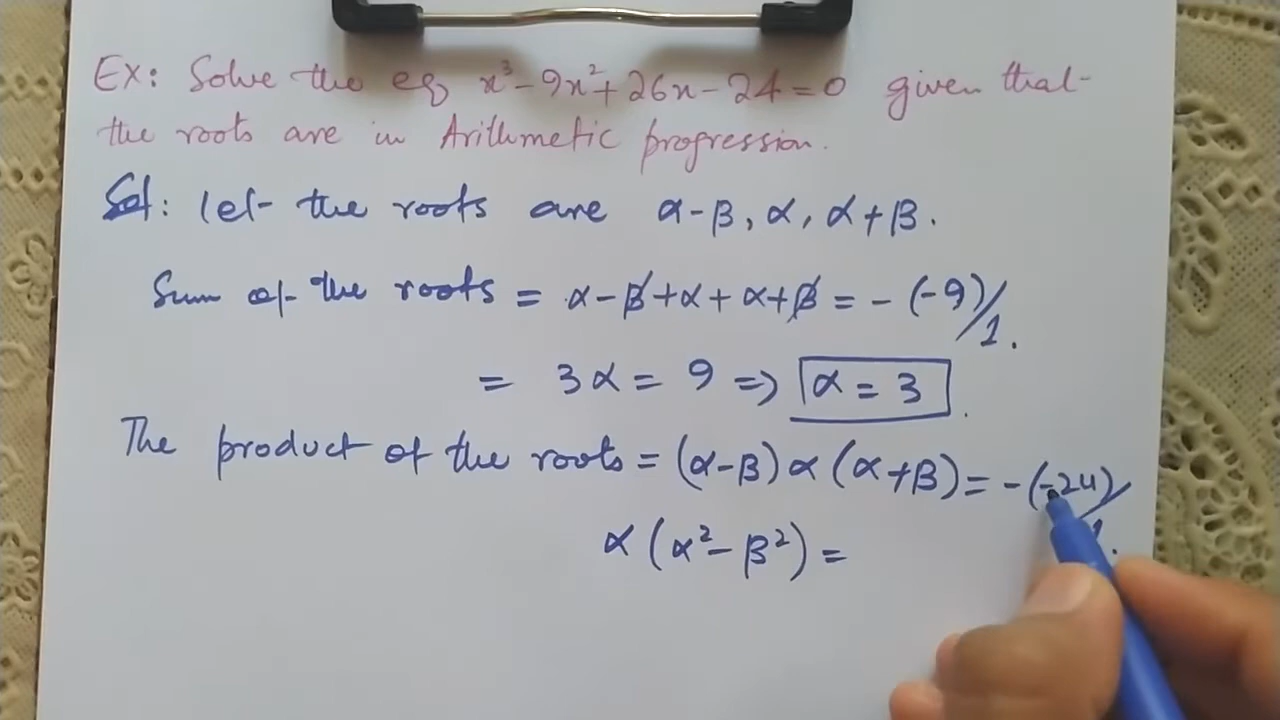 Ex: Solve the eq x³-9x²+26x-24=0 given that
the roots are in Arithmetic progression.
Sol: let the roots are α-β, α, α+β.
Sum of the roots = α-β+α+α+β = -(-9)/1.
= 3α = 9 => α = 3.
The product of the roots = (α-β)α(α+β) = -(-24)/1.
α(α²-β²) =